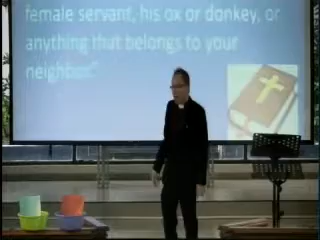 female servant, his ox or donkey, or
anything that belongs to your
neighbor."